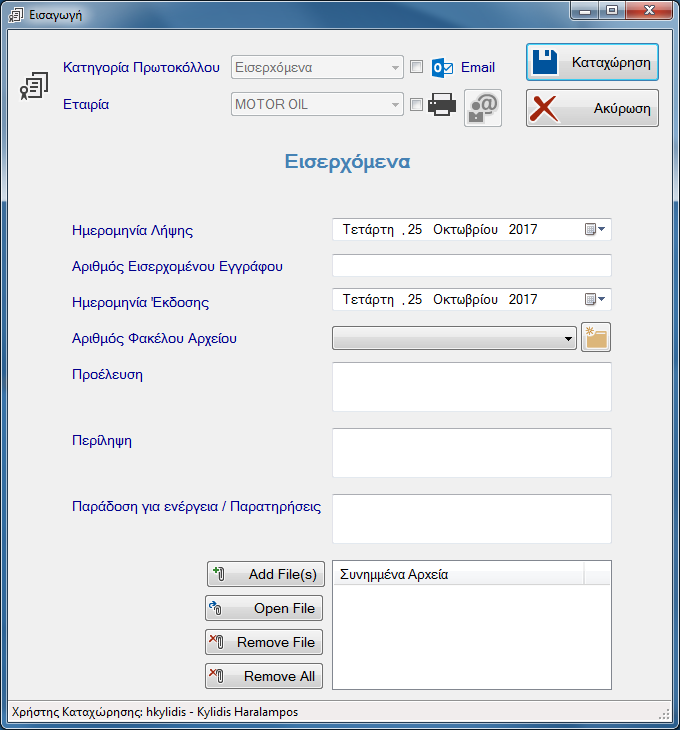 Εισαγωγή
Κατηγορία Πρωτοκόλλου Εισερχόμενα Email Καταχώρηση
Εταιρία MOTOR OIL Ακύρωση
Εισερχόμενα
Ημερομηνία Λήψης Τετάρτη , 25 Οκτωβρίου 2017
Αριθμός Εισερχομένου Εγγράφου
Ημερομηνία Έκδοσης Τετάρτη , 25 Οκτωβρίου 2017
Αριθμός Φακέλου Αρχείου
Προέλευση
Περίληψη
Παράδοση για ενέργεια / Παρατηρήσεις
Add File(s) Συνημμένα Αρχεία
Open File
Remove File
Remove All
Χρήστης Καταχώρησης: hkylidis - Kylidis Haralampos